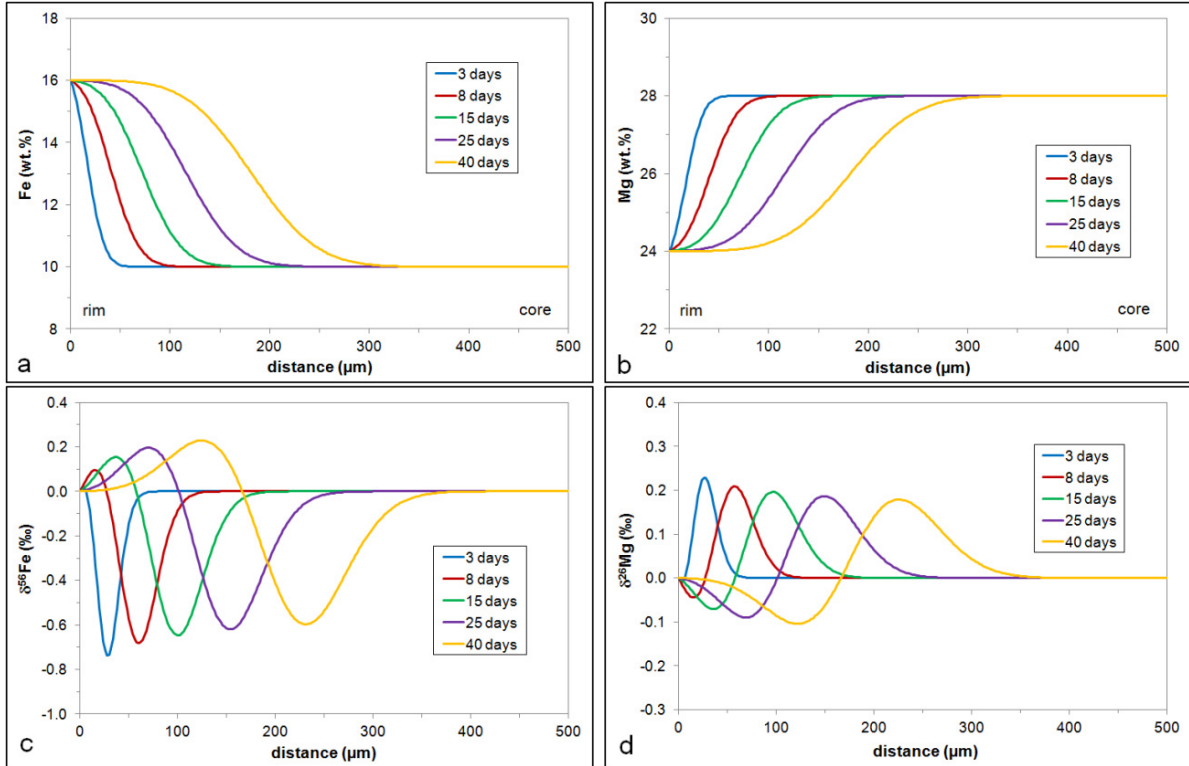 18
16
14
12
10
8
Fe (wt.%)
3 days
8 days
15 days
25 days
40 days
rim
core
0
100
200
300
400
500
distance (µm)
a
30
28
26
24
22
Mg (wt.%)
3 days
8 days
15 days
25 days
40 days
rim
core
0
100
200
300
400
500
distance (µm)
b
0.4
0.2
0.0
-0.2
-0.4
-0.6
-0.8
-1.0
δ⁵⁶Fe (‰)
3 days
8 days
15 days
25 days
40 days
0
100
200
300
400
500
distance (µm)
c
0.4
0.3
0.2
0.1
0.0
-0.1
-0.2
-0.3
δ²⁶Mg (‰)
3 days
8 days
15 days
25 days
40 days
0
100
200
300
400
500
distance (µm)
d